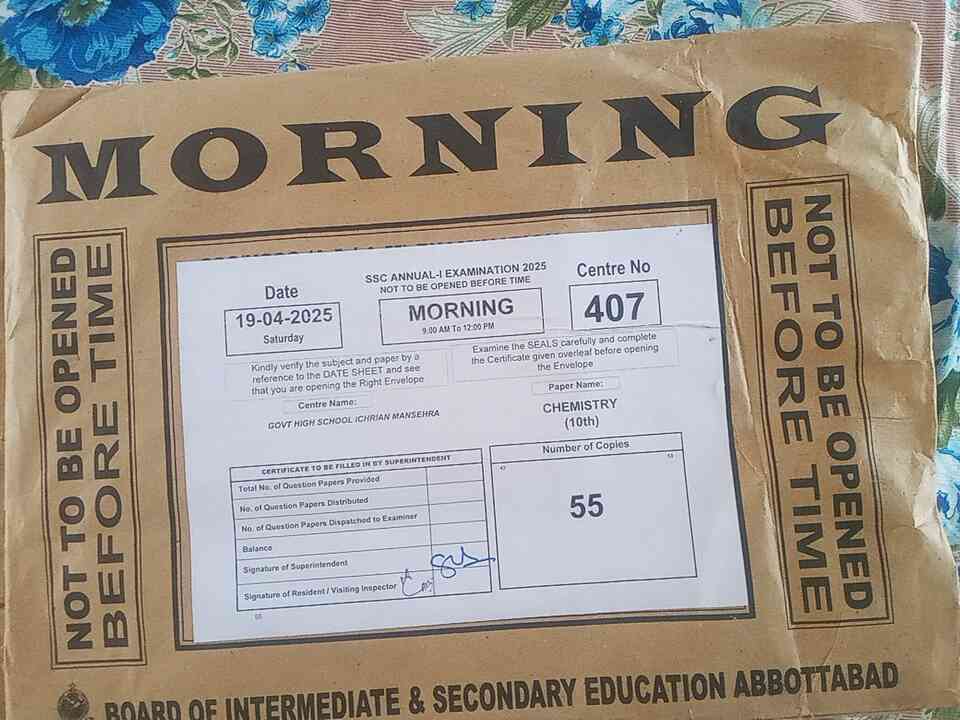 MORNING
NOT TO BE OPENED
BEFORE TIME
SSC ANNUAL-I EXAMINATION 2025
NOT TO BE OPENED BEFORE TIME
Date
19-04-2025
Saturday
MORNING
9:00 AM To 12:00 PM
Centre No
407
Kindly verify the subject and paper by a
reference to the DATE SHEET and see
that you are opening the Right Envelope
Examine the SEALS carefully and complete
the Certificate given overleaf before opening
the Envelope
Centre Name:
GOVT HIGH SCHOOL ICHRIAN MANSEHRA
Paper Name:
CHEMISTRY
(10th)
CERTIFICATE TO BE FILLED IN BY SUPERINTENDENT
Total No. of Question Papers Provided
No. of Question Papers Distributed
No. of Question Papers Dispatched to Examiner
Balance
Signature of Superintendent
Signature of Resident / Visiting Inspector
Number of Copies
55
NOT TO BE OPENED
BEFORE TIME
BOARD OF INTERMEDIATE & SECONDARY EDUCATION ABBOTTABAD